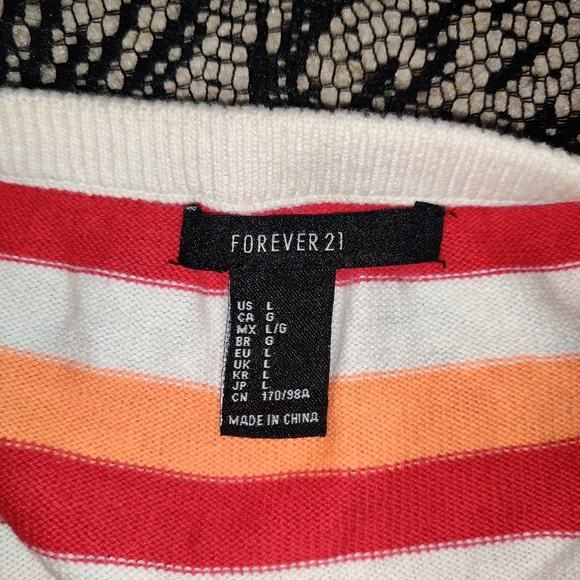 FOREVER 21
US L
CA G
MX L/G
BR G
EU L
UK L
KR L
JP L
CN 170/98A
MADE IN CHINA